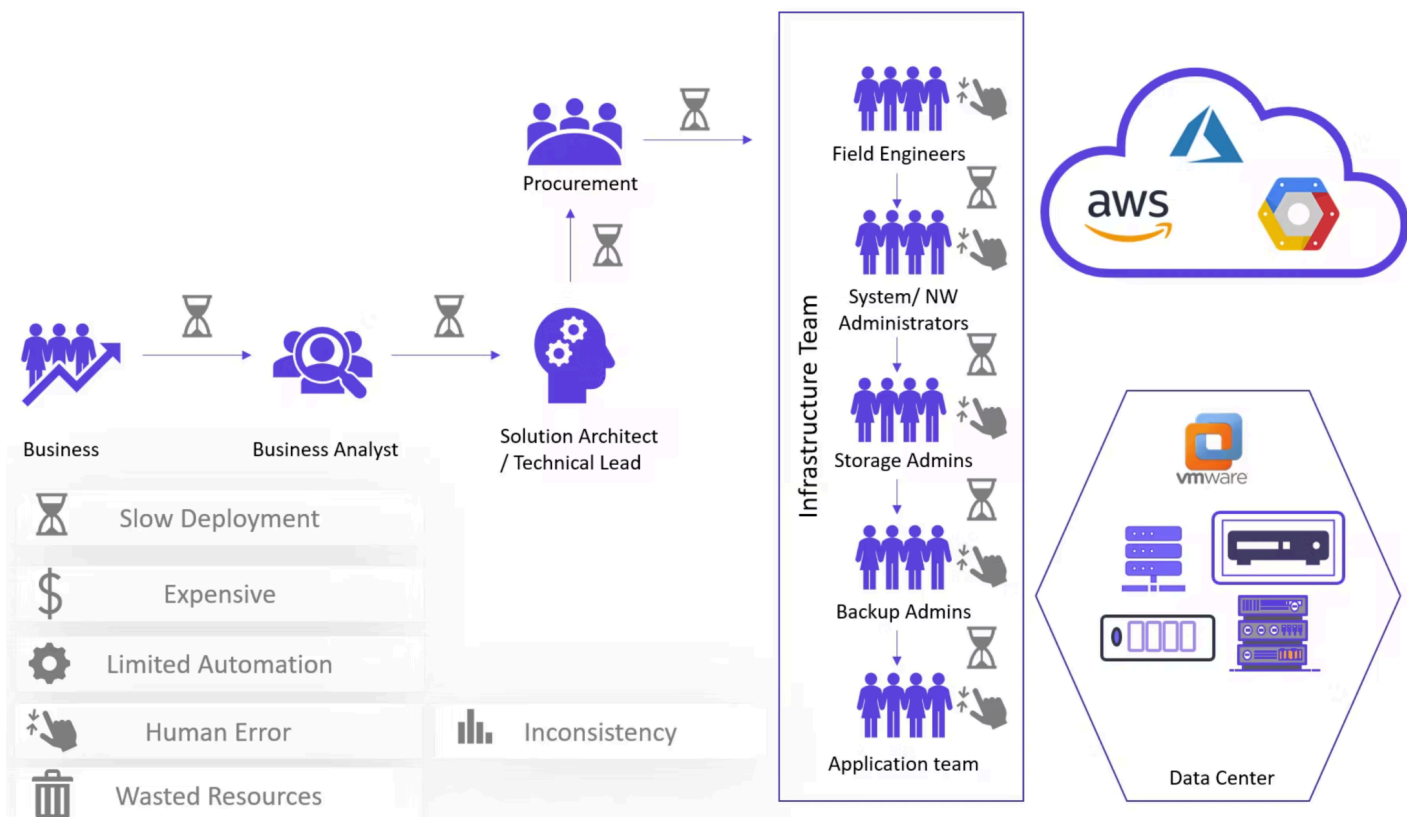 Procurement
Field Engineers
aws
System/ NW
Administrators
Infrastructure Team
Business
Business Analyst
Solution Architect
/ Technical Lead
Storage Admins
vmware
Slow Deployment
Expensive
Backup Admins
Limited Automation
Human Error
Inconsistency
Application team
Data Center
Wasted Resources
$